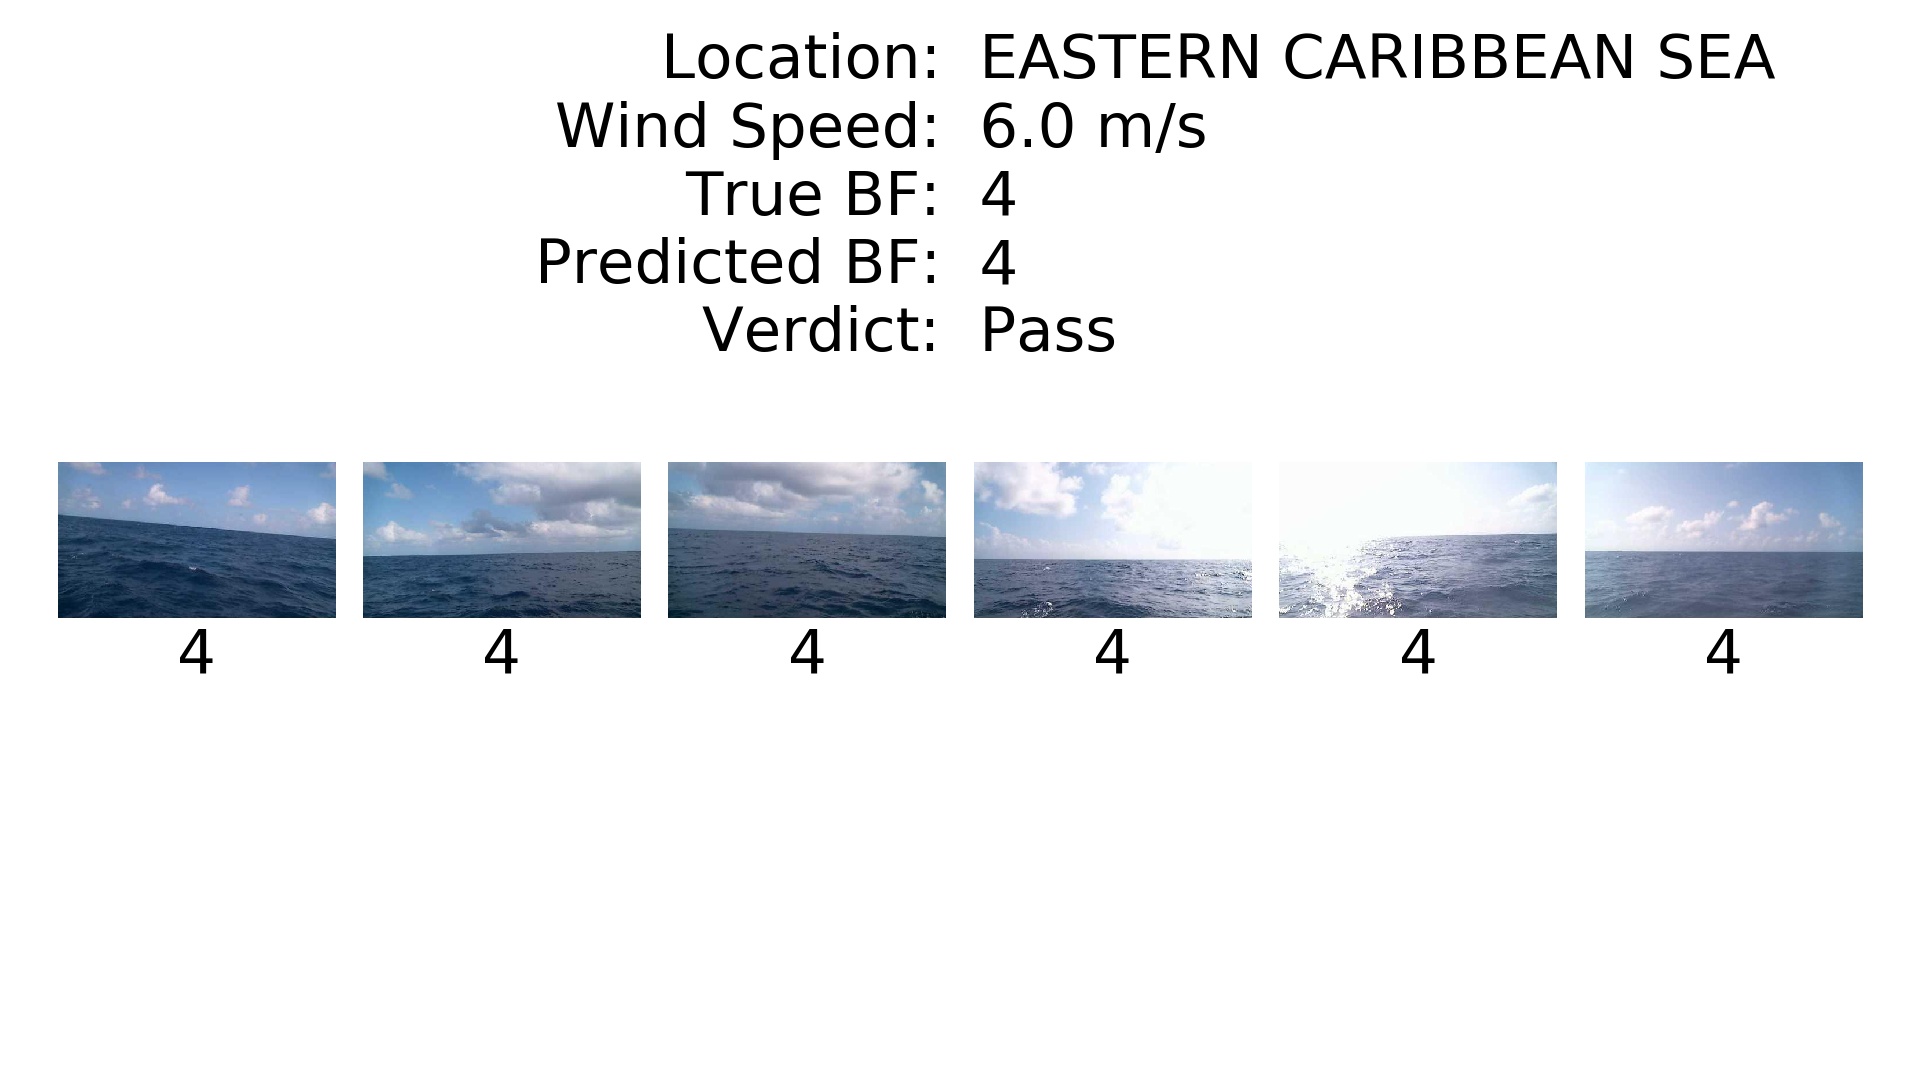 Location: EASTERN CARIBBEAN SEA
Wind Speed: 6.0 m/s
True BF: 4
Predicted BF: 4
Verdict: Pass
4 4 4 4 4 4